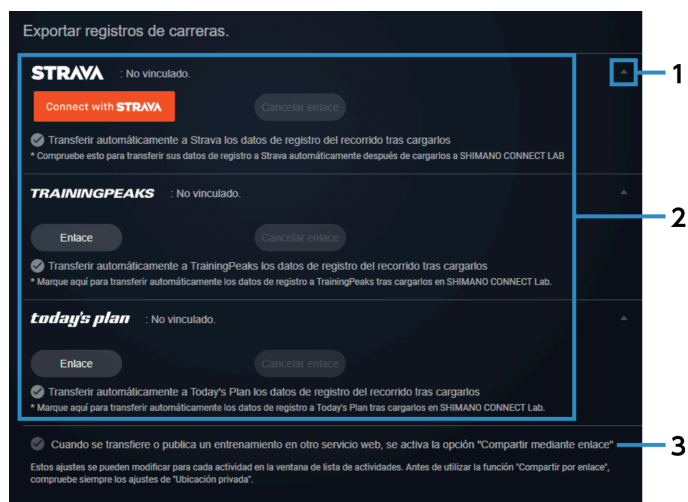 Exportar registros de carreras.
STRAVA : No vinculado.
1
Connect with STRAVA Cancelar enlace
Transferir automáticamente a Strava los datos de registro del recorrido tras cargarlos
* Compruebe esto para transferir sus datos de registro a Strava automáticamente después de cargarlos a SHIMANO CONNECT LAB
TRAININGPEAKS : No vinculado.
2
Enlace Cancelar enlace
Transferir automáticamente a TrainingPeaks los datos de registro del recorrido tras cargarlos
* Marque aquí para transferir automáticamente los datos de registro a TrainingPeaks tras cargarlos en SHIMANO CONNECT Lab.
today's plan : No vinculado.
Enlace Cancelar enlace
Transferir automáticamente a Today's Plan los datos de registro del recorrido tras cargarlos
* Marque aquí para transferir automáticamente los datos de registro a Today's Plan tras cargarlos en SHIMANO CONNECT Lab.
Cuando se transfiere o publica un entrenamiento en otro servicio web, se activa la opción "Compartir mediante enlace"
3
Estos ajustes se pueden modificar para cada actividad en la ventana de lista de actividades. Antes de utilizar la función "Compartir por enlace",
compruebe siempre los ajustes de "Ubicación privada".